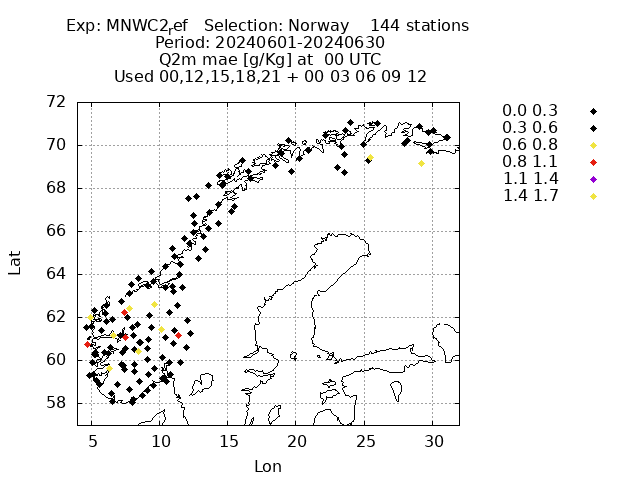 Exp: MNWC2ref   Selection: Norway    144 stations
Period: 20240601-20240630
Q2m mae [g/Kg] at  00 UTC
Used 00,12,15,18,21 + 00 03 06 09 12
72
70
68
66
64
62
60
58
5 10 15 20 25 30
Lat
Lon
0.0 0.3
0.3 0.6
0.6 0.8
0.8 1.1
1.1 1.4
1.4 1.7